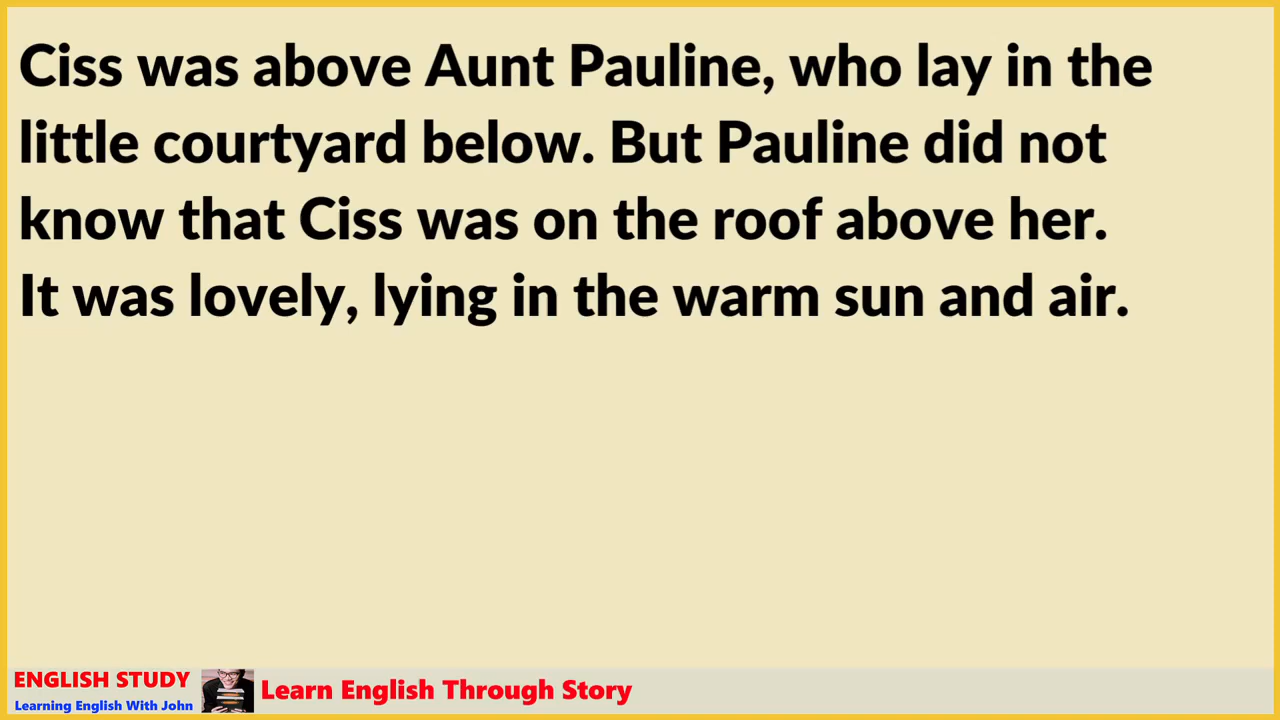 Ciss was above Aunt Pauline, who lay in the
little courtyard below. But Pauline did not
know that Ciss was on the roof above her.
It was lovely, lying in the warm sun and air.
ENGLISH STUDY
Learning English With John
Learn English Through Story